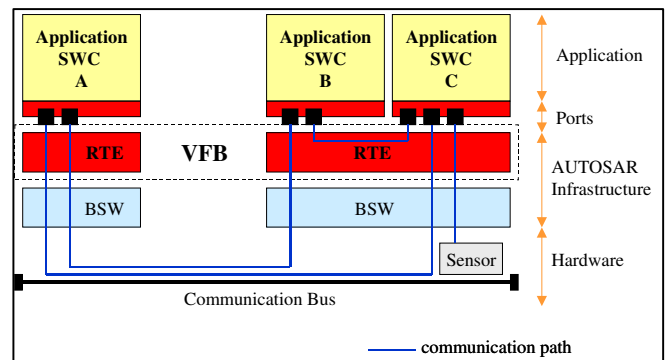 Application
SWC
A
Application
SWC
B
Application
SWC
C
Application
Ports
RTE
VFB
RTE
AUTOSAR
Infrastructure
BSW
BSW
Sensor
Hardware
Communication Bus
communication path